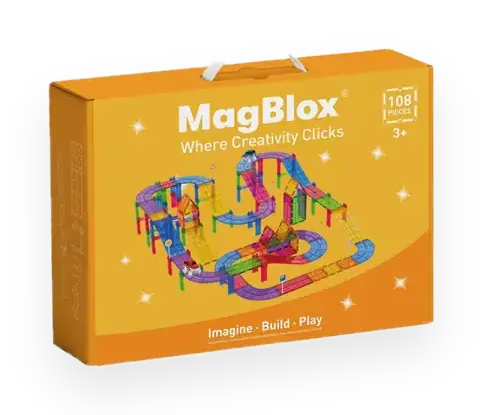 MagBlox®
Where Creativity Clicks
108
PIECES
3+
Imagine · Build · Play